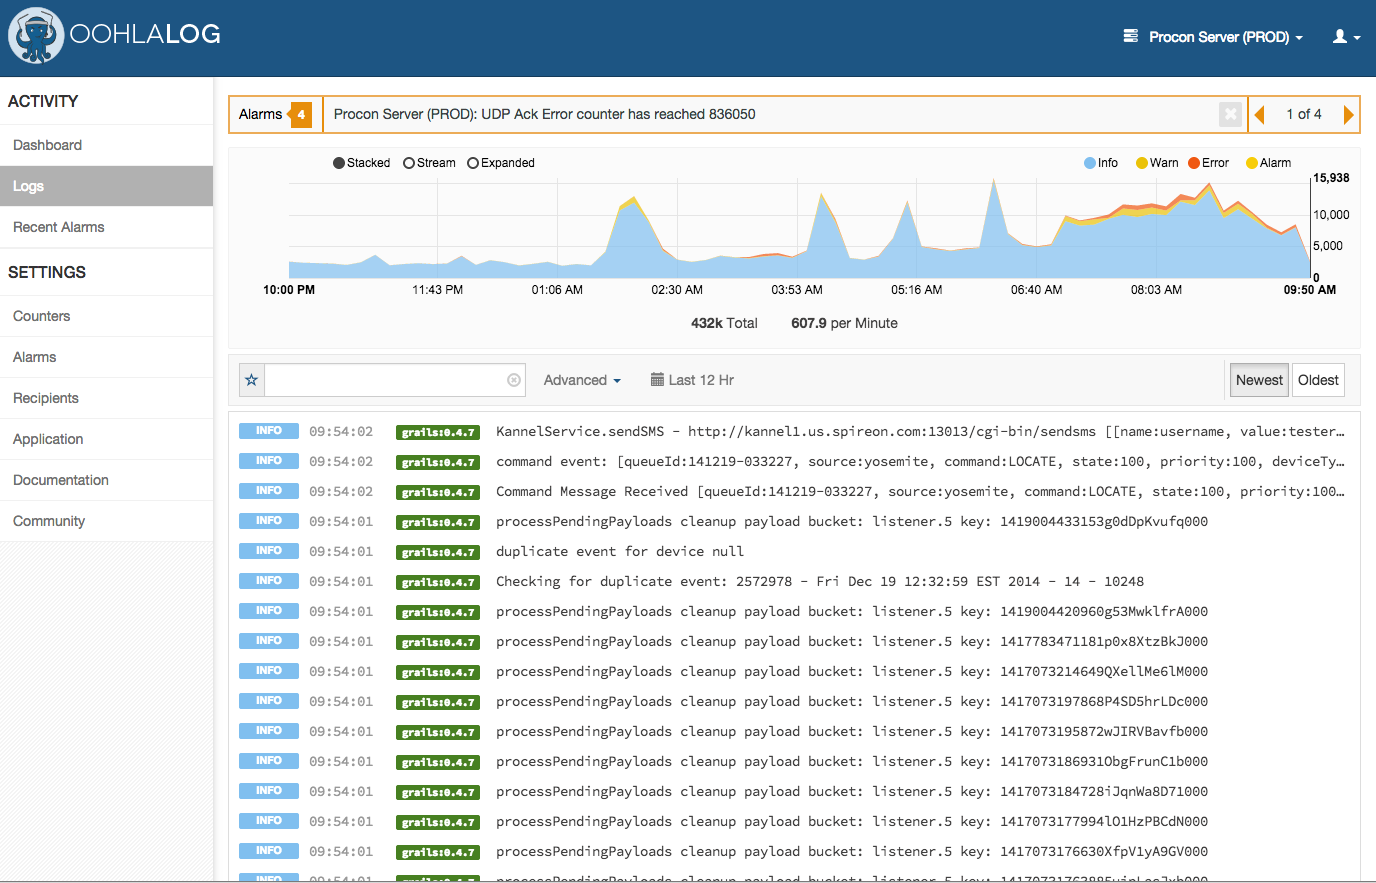 OOHLALOG
Procon Server (PROD)
ACTIVITY
Dashboard
Logs
Recent Alarms
SETTINGS
Counters
Alarms
Recipients
Application
Documentation
Community
Alarms 4 Procon Server (PROD): UDP Ack Error counter has reached 836050 1 of 4
Stacked Stream Expanded Info Warn Error Alarm
15,938
10,000
5,000
0
10:00 PM 11:43 PM 01:06 AM 02:30 AM 03:53 AM 05:16 AM 06:40 AM 08:03 AM 09:50 AM
432k Total 607.9 per Minute
Advanced Last 12 Hr Newest Oldest
INFO 09:54:02 grails:0.4.7 KannelService.sendSMS - http://kannel1.us.spireon.com:13013/cgi-bin/sendsms [[name:username, value:tester…
INFO 09:54:02 grails:0.4.7 command event: [queueId:141219-033227, source:yosemite, command:LOCATE, state:100, priority:100, deviceTy…
INFO 09:54:02 grails:0.4.7 Command Message Received [queueId:141219-033227, source:yosemite, command:LOCATE, state:100, priority:100…
INFO 09:54:01 grails:0.4.7 processPendingPayloads cleanup payload bucket: listener.5 key: 1419004433153g0dDpKvufq000
INFO 09:54:01 grails:0.4.7 duplicate event for device null
INFO 09:54:01 grails:0.4.7 Checking for duplicate event: 2572978 - Fri Dec 19 12:32:59 EST 2014 - 14 - 10248
INFO 09:54:01 grails:0.4.7 processPendingPayloads cleanup payload bucket: listener.5 key: 1419004420960g53MwklfrA000
INFO 09:54:01 grails:0.4.7 processPendingPayloads cleanup payload bucket: listener.5 key: 1417783471181p0x8XtzBkJ000
INFO 09:54:01 grails:0.4.7 processPendingPayloads cleanup payload bucket: listener.5 key: 1417073214649QXellMe6lM000
INFO 09:54:01 grails:0.4.7 processPendingPayloads cleanup payload bucket: listener.5 key: 1417073197868P4SD5hrLDc000
INFO 09:54:01 grails:0.4.7 processPendingPayloads cleanup payload bucket: listener.5 key: 1417073195872wJIRVBavfb000
INFO 09:54:01 grails:0.4.7 processPendingPayloads cleanup payload bucket: listener.5 key: 1417073186931ObgFrunC1b000
INFO 09:54:01 grails:0.4.7 processPendingPayloads cleanup payload bucket: listener.5 key: 1417073184728iJqnWa8D71000
INFO 09:54:01 grails:0.4.7 processPendingPayloads cleanup payload bucket: listener.5 key: 1417073177994lO1HzPBCdN000
INFO 09:54:01 grails:0.4.7 processPendingPayloads cleanup payload bucket: listener.5 key: 1417073176630XfpV1yA9GV000
INFO 09:54:01 grails:0.4.7 processPendingPayloads cleanup payload bucket: listener.5 key: